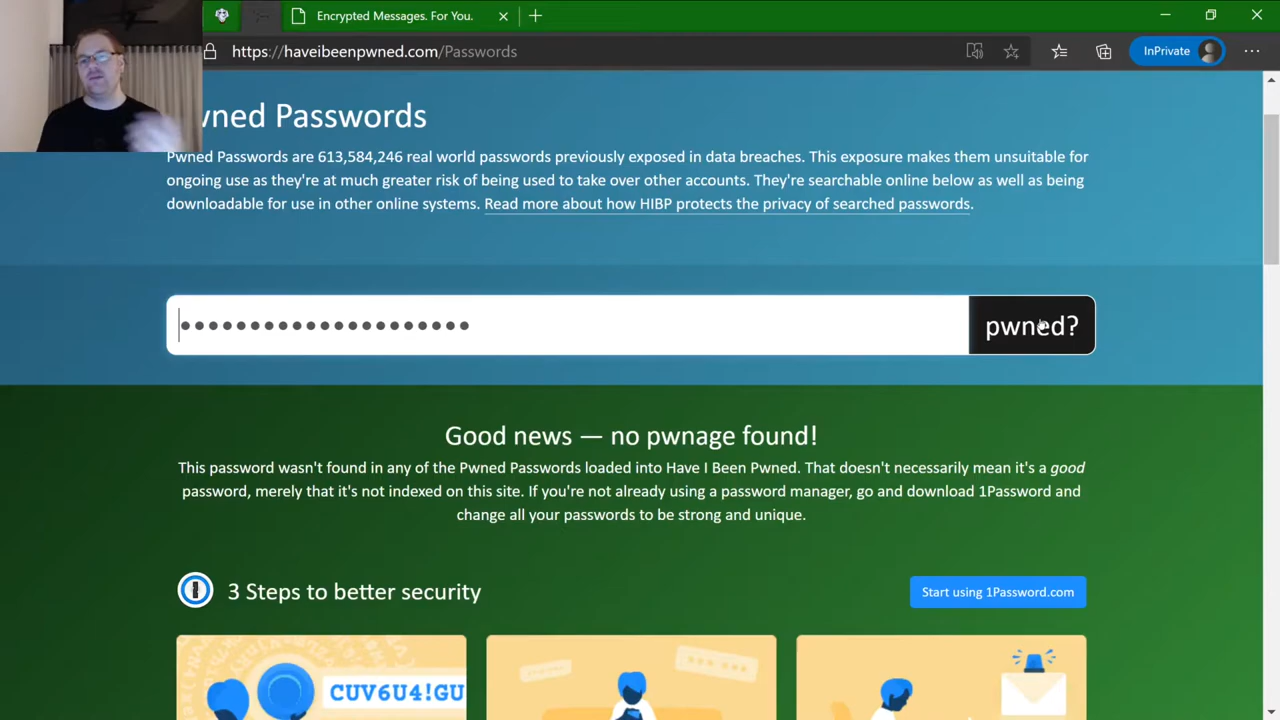 Encrypted Messages. For You.
https://haveibeenpwned.com/Passwords
InPrivate
wned Passwords
Pwned Passwords are 613,584,246 real world passwords previously exposed in data breaches. This exposure makes them unsuitable for
ongoing use as they're at much greater risk of being used to take over other accounts. They're searchable online below as well as being
downloadable for use in other online systems. Read more about how HIBP protects the privacy of searched passwords.
pwned?
Good news — no pwnage found!
This password wasn't found in any of the Pwned Passwords loaded into Have I Been Pwned. That doesn't necessarily mean it's a good
password, merely that it's not indexed on this site. If you're not already using a password manager, go and download 1Password and
change all your passwords to be strong and unique.
3 Steps to better security
Start using 1Password.com
CUV6U4!GU